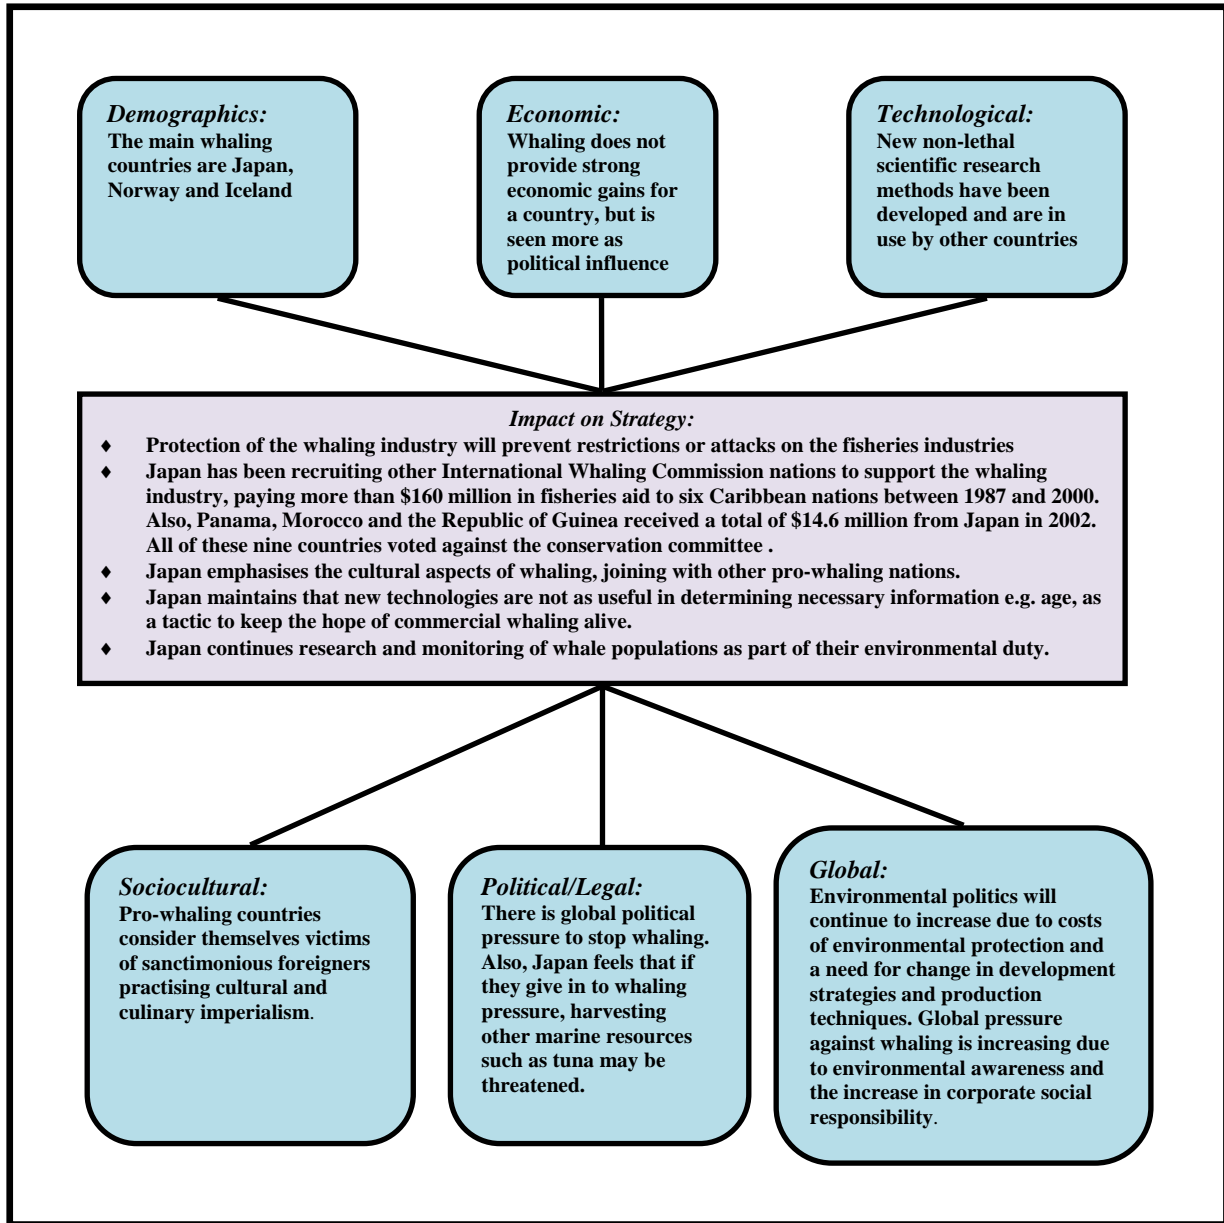 Demographics:
The main whaling
countries are Japan,
Norway and Iceland
Economic:
Whaling does not
provide strong
economic gains for
a country, but is
seen more as
political influence
Technological:
New non-lethal
scientific research
methods have been
developed and are in
use by other countries
Impact on Strategy:
♦ Protection of the whaling industry will prevent restrictions or attacks on the fisheries industries
♦ Japan has been recruiting other International Whaling Commission nations to support the whaling
industry, paying more than $160 million in fisheries aid to six Caribbean nations between 1987 and 2000.
Also, Panama, Morocco and the Republic of Guinea received a total of $14.6 million from Japan in 2002.
All of these nine countries voted against the conservation committee .
♦ Japan emphasises the cultural aspects of whaling, joining with other pro-whaling nations.
♦ Japan maintains that new technologies are not as useful in determining necessary information e.g. age, as
a tactic to keep the hope of commercial whaling alive.
♦ Japan continues research and monitoring of whale populations as part of their environmental duty.
Sociocultural:
Pro-whaling countries
consider themselves victims
of sanctimonious foreigners
practising cultural and
culinary imperialism.
Political/Legal:
There is global political
pressure to stop whaling.
Also, Japan feels that if
they give in to whaling
pressure, harvesting
other marine resources
such as tuna may be
threatened.
Global:
Environmental politics will
continue to increase due to costs
of environmental protection and
a need for change in development
strategies and production
techniques. Global pressure
against whaling is increasing due
to environmental awareness and
the increase in corporate social
responsibility.